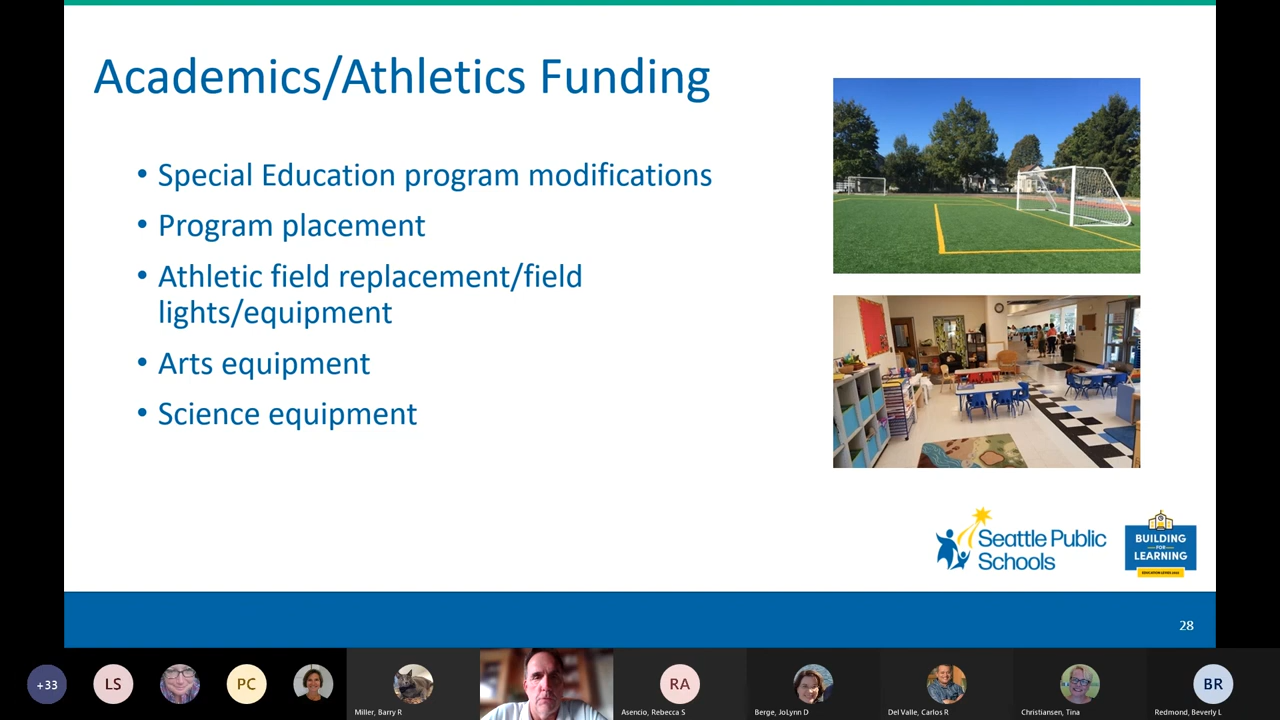 Academics/Athletics Funding
• Special Education program modifications
• Program placement
• Athletic field replacement/field
lights/equipment
• Arts equipment
• Science equipment
Seattle Public
Schools
BUILDING
FOR
LEARNING
28
+33
LS
PC
Miller, Barry R
RA
Asencio, Rebecca S
Berge, JoLynn D
Del Valle, Carlos R
Christiansen, Tina
BR
Redmond, Beverly L